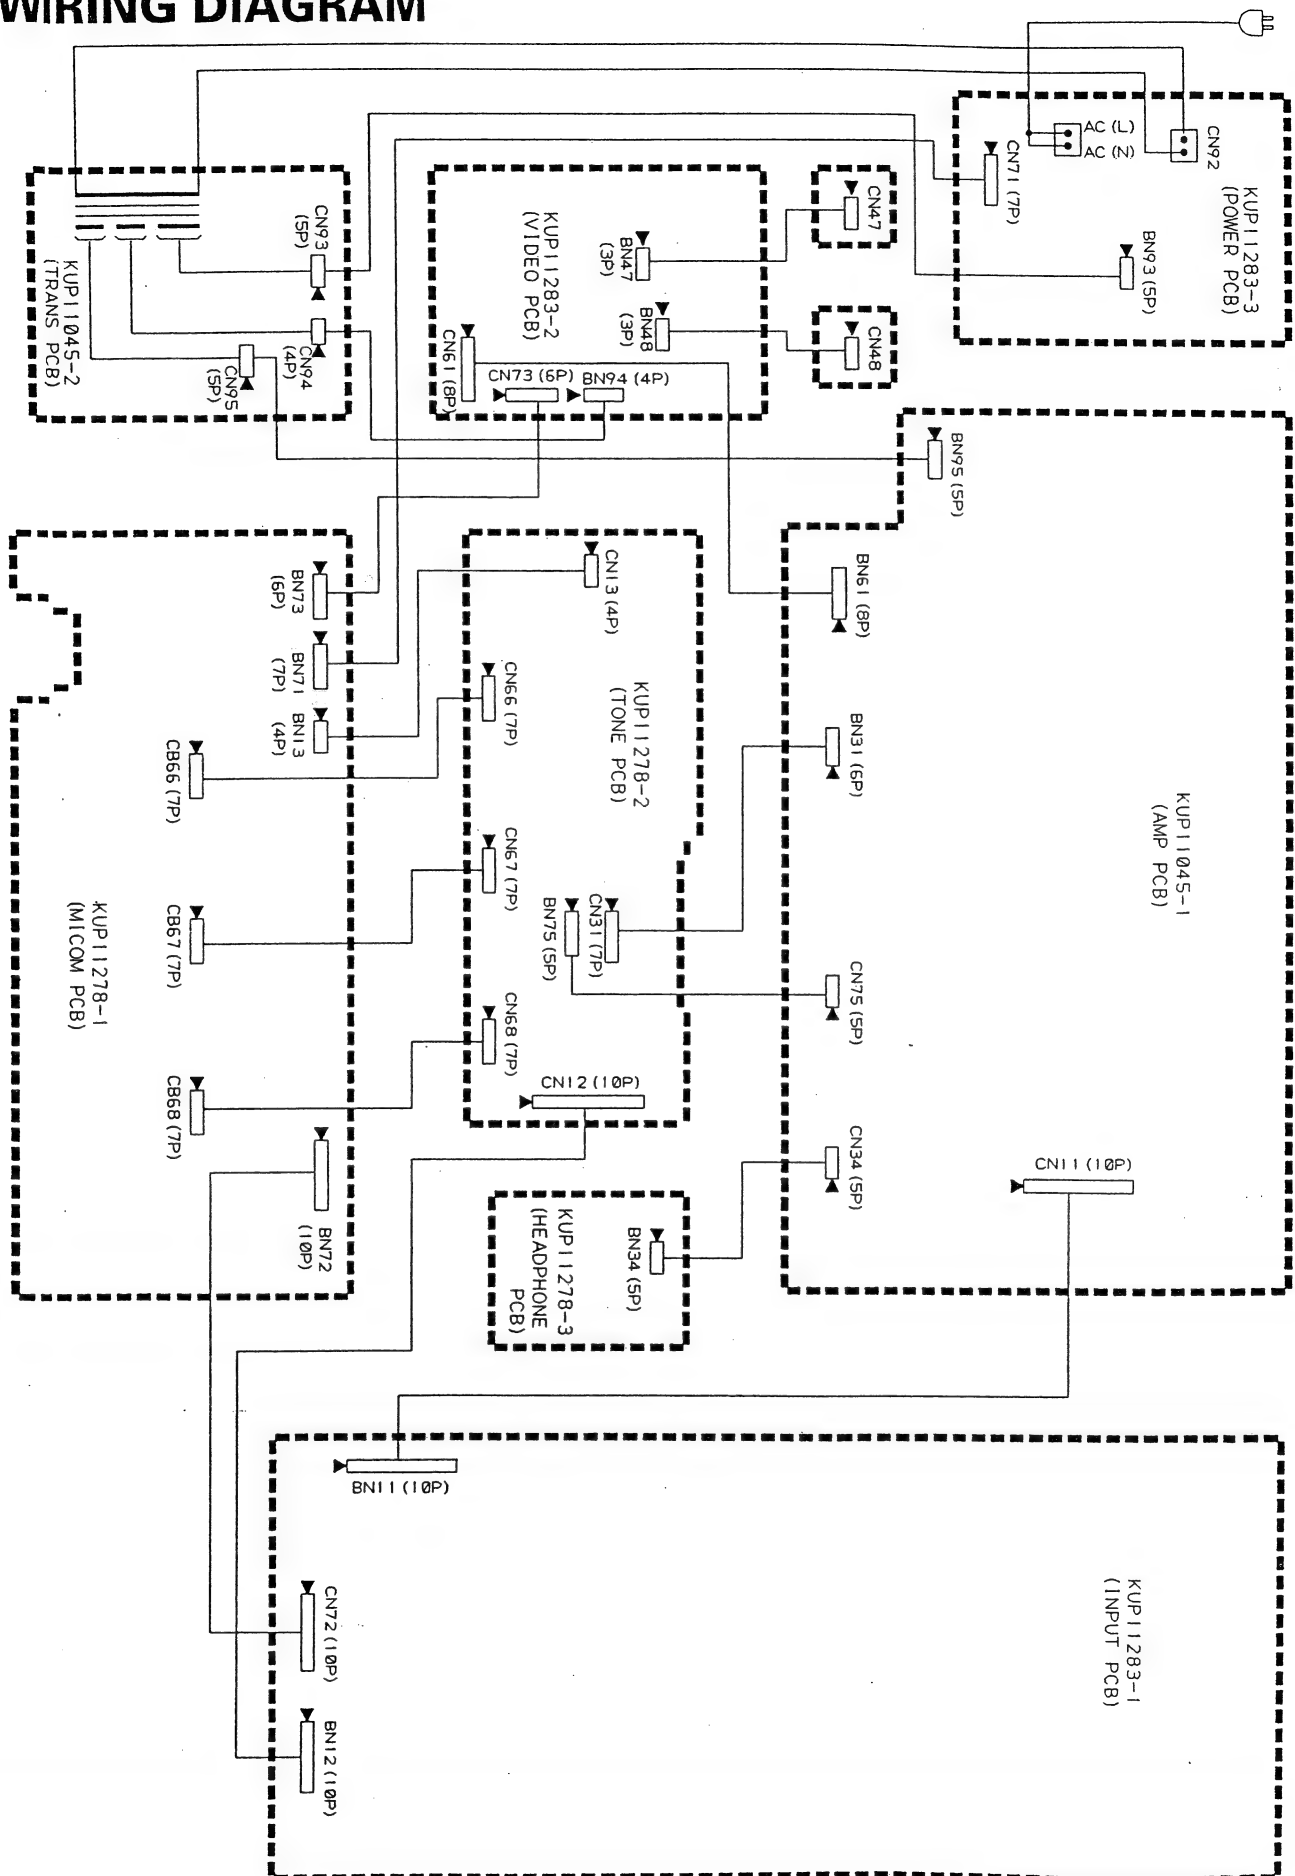 WIRING DIAGRAM
AC (L)
AC (N)
CN92
CN71 (7P)
KUP11283-3
(POWER PCB)
BN93 (5P)
CN47
CN48
KUP11283-2
(VIDEO PCB)
BN47
(3P)
BN48
(3P)
CN61 (8P)
CN73 (6P)
BN94 (4P)
CN93
(5P)
CN94
(4P)
CN95
(5P)
KUP11045-2
(TRANS PCB)
BN95 (5P)
BN61 (8P)
BN31 (6P)
CN75 (5P)
CN34 (5P)
CN11 (10P)
KUP11045-1
(AMP PCB)
CN13 (4P)
CN66 (7P)
KUP11278-2
(TONE PCB)
CN67 (7P)
CN31 (7P)
BN75 (5P)
CN68 (7P)
CN12 (10P)
BN73
(6P)
BN71
(7P)
BN13
(4P)
CB66 (7P)
CB67 (7P)
CB68 (7P)
KUP11278-1
(MICOM PCB)
BN72
(10P)
BN34 (5P)
KUP11278-3
(HEADPHONE
PCB)
BN11 (10P)
CN72 (10P)
BN12 (10P)
KUP11283-1
(INPUT PCB)